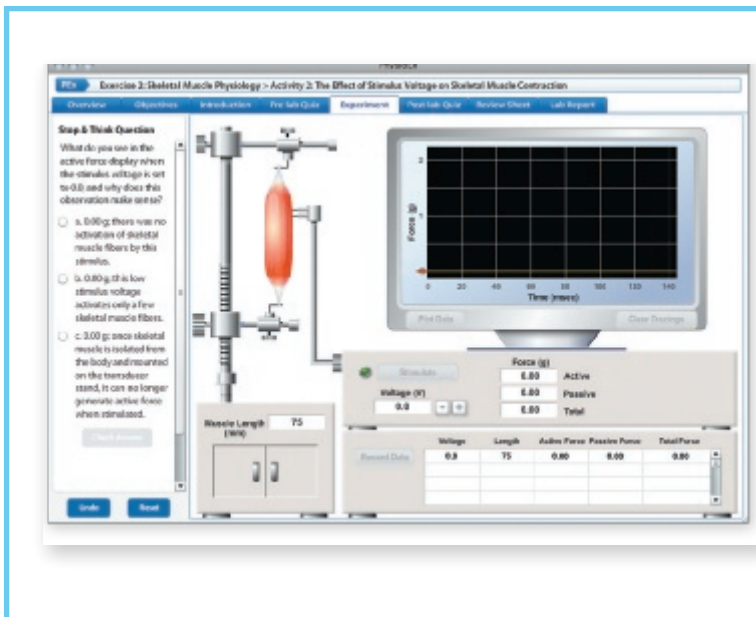 PEx Exercise 2: Skeletal Muscle Physiology > Activity 2: The Effect of Stimulus Voltage on Skeletal Muscle Contraction
Overview Objectives Introduction Pre-lab Quiz Experiment Post-lab Quiz Review Sheet Lab Report
Stop & Think Question
What do you see in the
active force display when
the stimulus voltage is set
to 0.0, and why does this
observation make sense?
a. 0.00 g; there was no
activation of skeletal
muscle fibers by this
stimulus.
b. 0.00 g; this low
stimulus voltage
activates only a few
skeletal muscle fibers.
c. 0.00 g; once skeletal
muscle is isolated from
the body and mounted
on the transducer
stand, it can no longer
generate active force
when stimulated.
Check Answer
Undo Reset
Muscle Length
(mm)
75
Force (g)
2
1
0 20 40 60 80 100 120 140
Time (msec)
Plot Data Clear Tracings
Stimulate
Voltage (V)
0.0 - +
Force (g)
0.00 Active
0.00 Passive
0.00 Total
Record Data
Voltage Length Active Force Passive Force Total Force
0.0 75 0.00 0.00 0.00